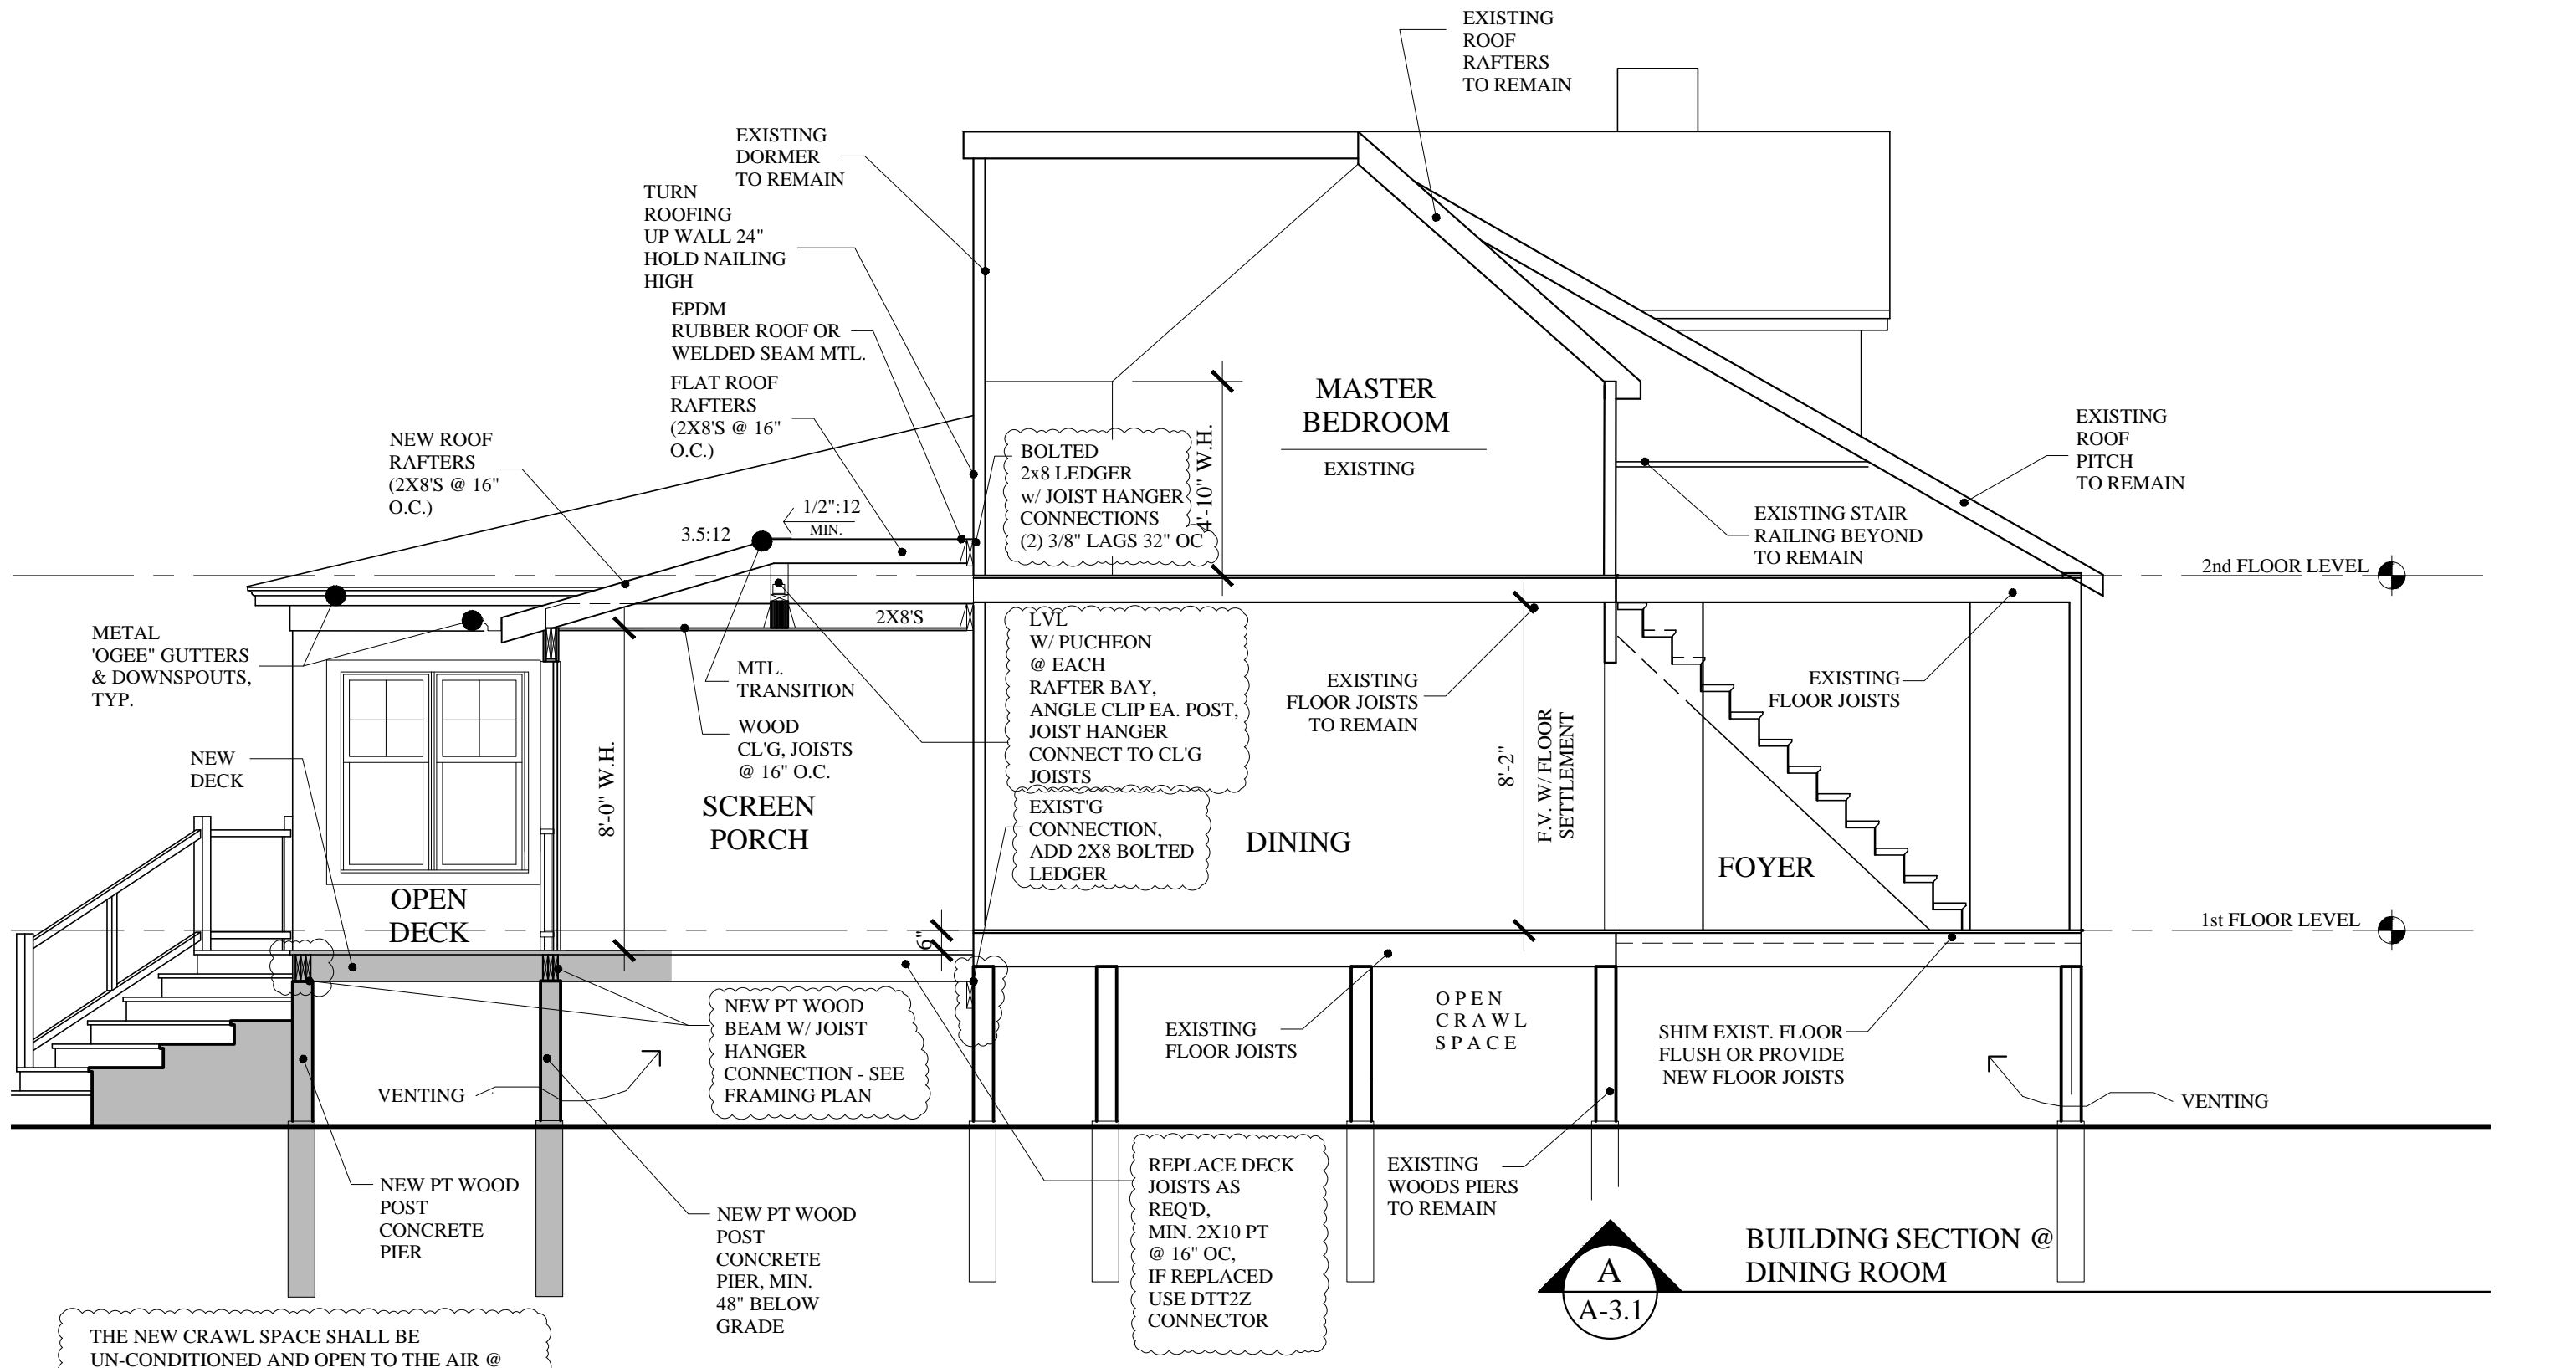 EXISTING
ROOF
RAFTERS
TO REMAIN
EXISTING
DORMER
TO REMAIN
TURN
ROOFING
UP WALL 24"
HOLD NAILING
HIGH
EPDM
RUBBER ROOF OR
WELDED SEAM MTL.
FLAT ROOF
RAFTERS
(2X8'S @ 16"
O.C.)
NEW ROOF
RAFTERS
(2X8'S @ 16"
O.C.)
3.5:12
1/2":12
MIN.
BOLTED
2x8 LEDGER
w/ JOIST HANGER
CONNECTIONS
(2) 3/8" LAGS 32" OC
4'-10" W.H.
MASTER
BEDROOM
EXISTING
EXISTING
ROOF
PITCH
TO REMAIN
EXISTING STAIR
RAILING BEYOND
TO REMAIN
2nd FLOOR LEVEL
METAL
'OGEE" GUTTERS
& DOWNSPOUTS,
TYP.
2X8'S
MTL.
TRANSITION
WOOD
CL'G, JOISTS
@ 16" O.C.
LVL
W/ PUCHEON
@ EACH
RAFTER BAY,
ANGLE CLIP EA. POST,
JOIST HANGER
CONNECT TO CL'G
JOISTS
EXISTING
FLOOR JOISTS
TO REMAIN
EXISTING
FLOOR JOISTS
NEW
DECK
8'-0" W.H.
SCREEN
PORCH
EXIST'G
CONNECTION,
ADD 2X8 BOLTED
LEDGER
DINING
8'-2"
F.V. W/ FLOOR
SETTLEMENT
FOYER
OPEN
DECK
6"
1st FLOOR LEVEL
NEW PT WOOD
BEAM W/ JOIST
HANGER
CONNECTION - SEE
FRAMING PLAN
VENTING
EXISTING
FLOOR JOISTS
OPEN
CRAWL
SPACE
SHIM EXIST. FLOOR
FLUSH OR PROVIDE
NEW FLOOR JOISTS
VENTING
NEW PT WOOD
POST
CONCRETE
PIER
NEW PT WOOD
POST
CONCRETE
PIER, MIN.
48" BELOW
GRADE
REPLACE DECK
JOISTS AS
REQ'D,
MIN. 2X10 PT
@ 16" OC,
IF REPLACED
USE DTT2Z
CONNECTOR
EXISTING
WOODS PIERS
TO REMAIN
A
A-3.1
BUILDING SECTION @
DINING ROOM
THE NEW CRAWL SPACE SHALL BE
UN-CONDITIONED AND OPEN TO THE AIR @